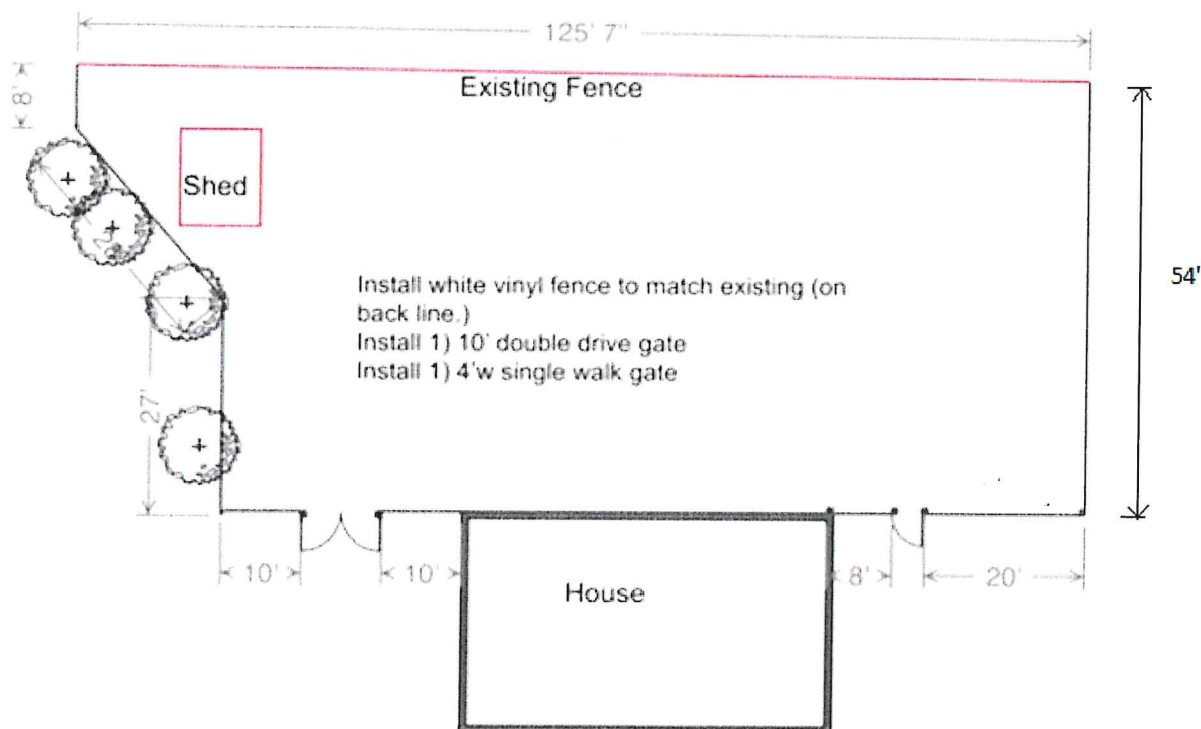 125' 7"
Existing Fence
8'
Shed
54'
Install white vinyl fence to match existing (on
back line.)
Install 1) 10' double drive gate
Install 1) 4'w single walk gate
27'
10'
10'
8'
20'
House